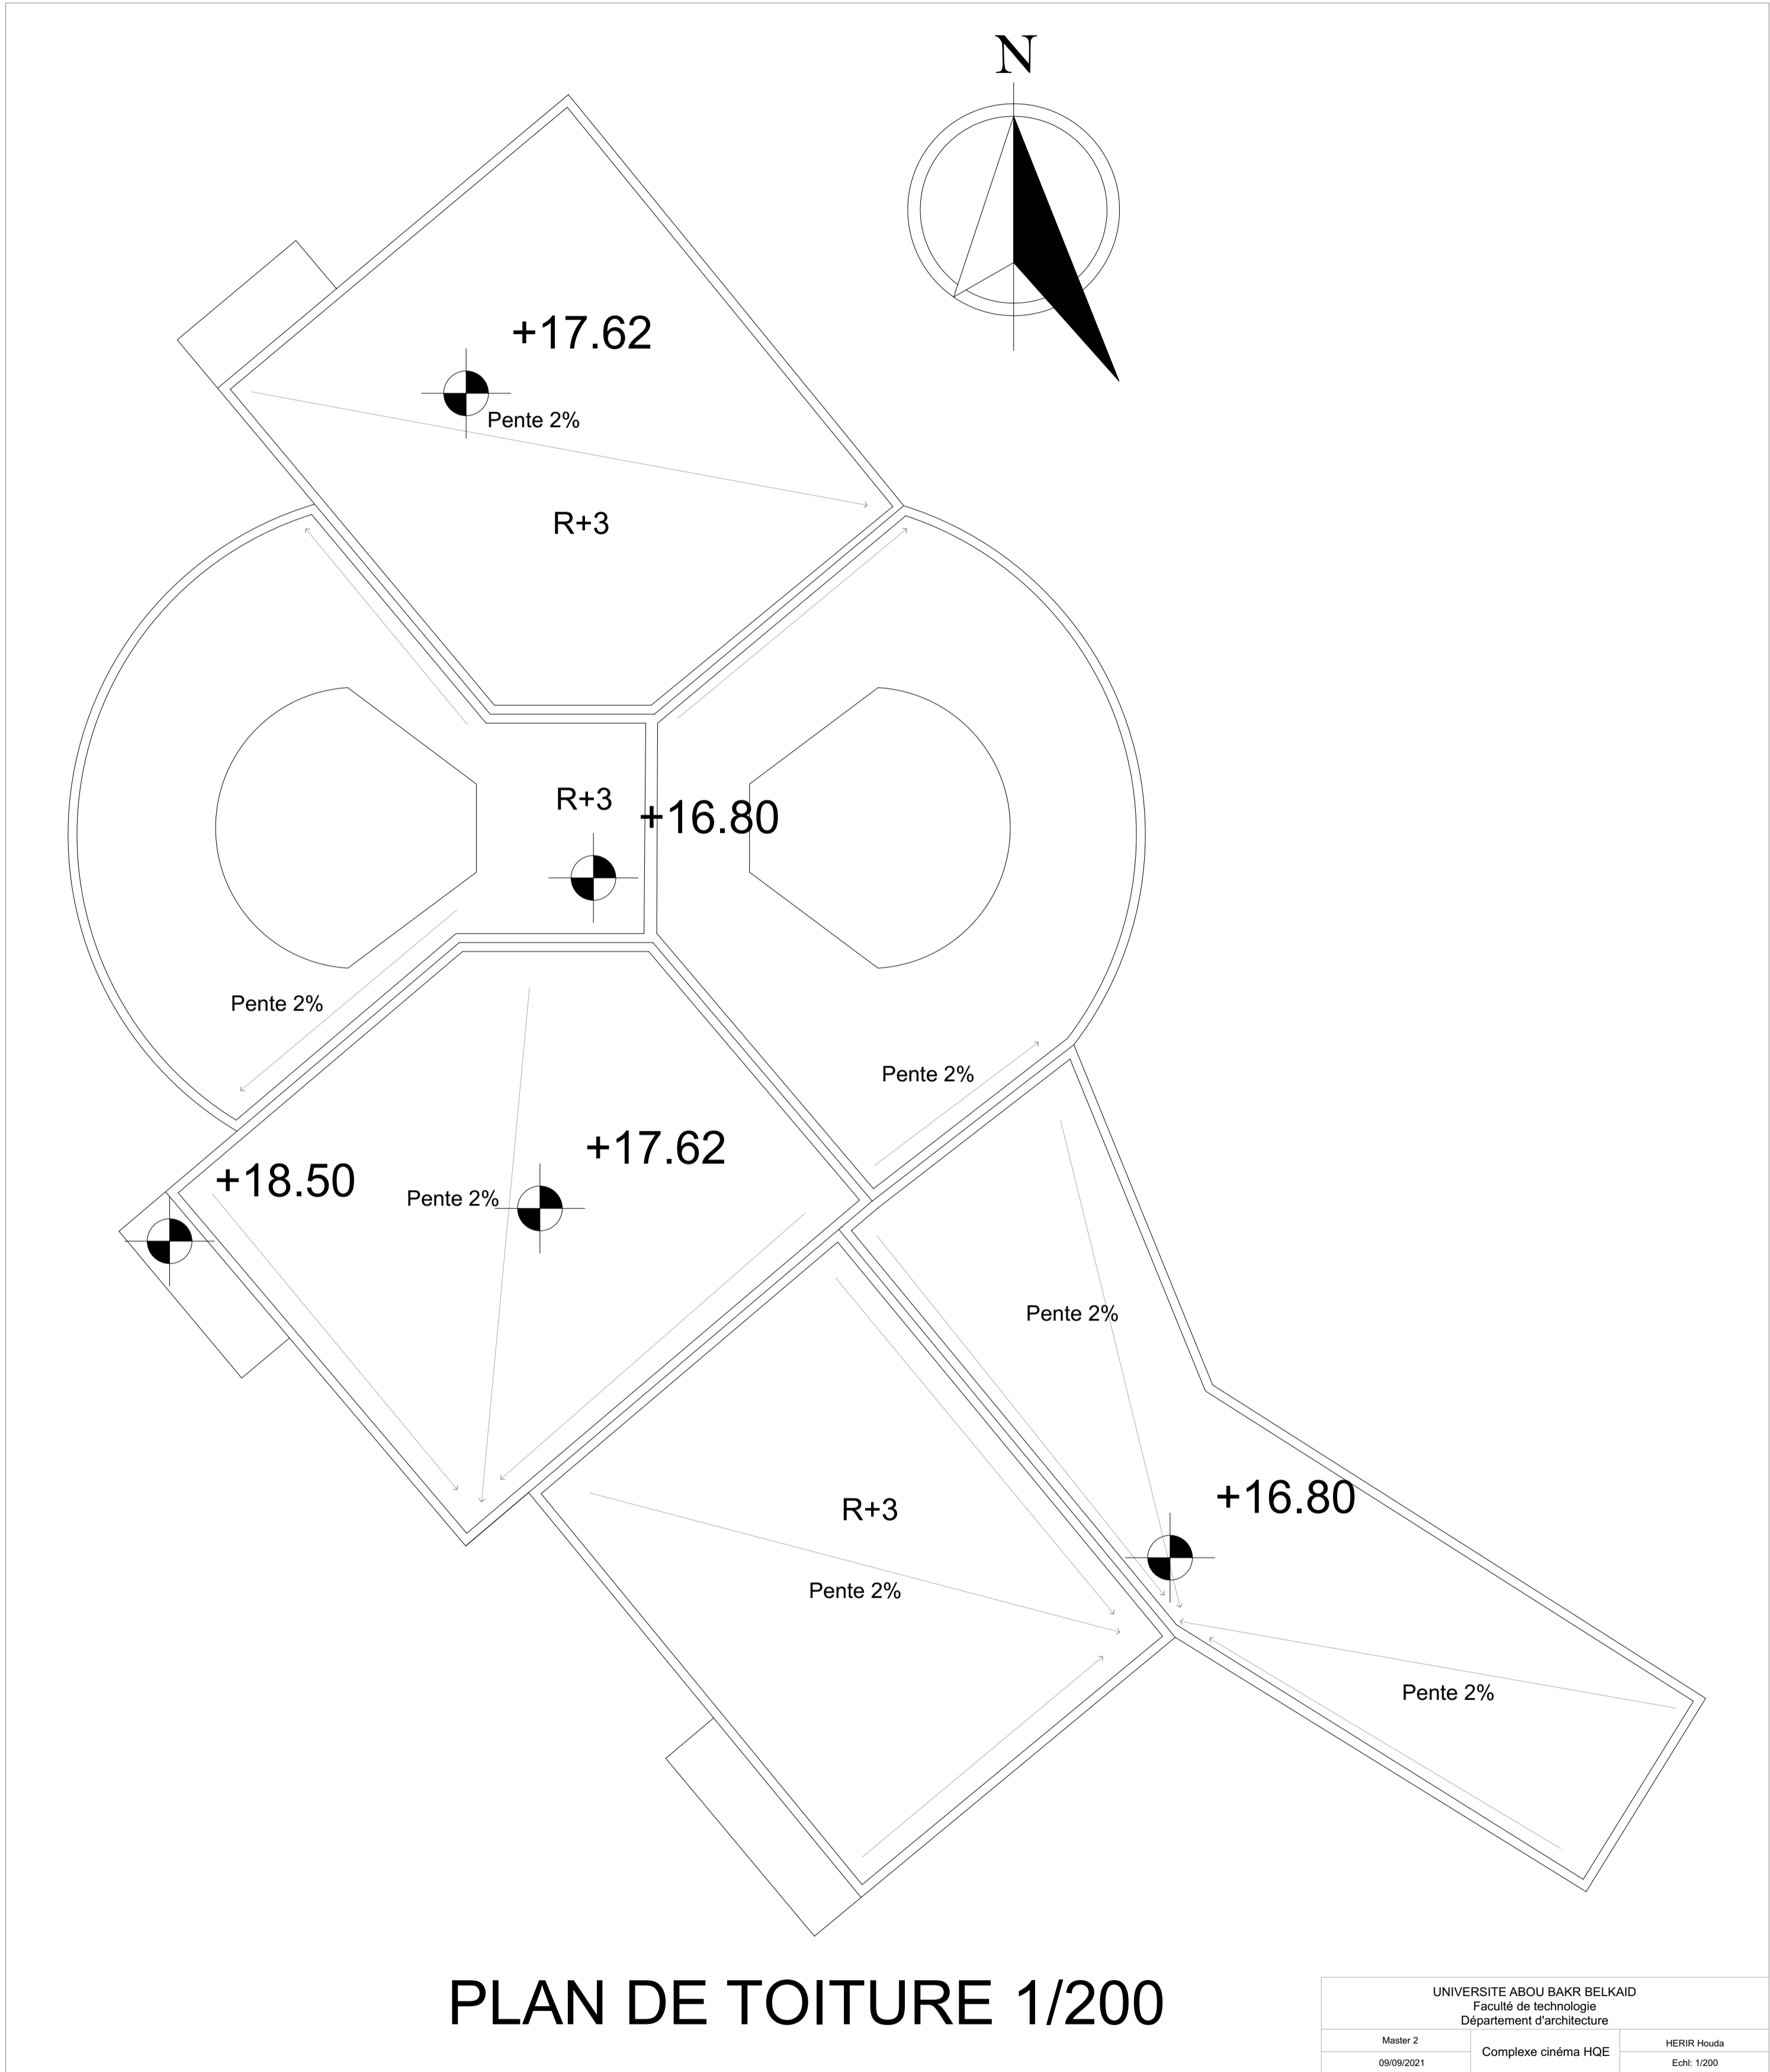 N
+17.62
Pente 2%
R+3
R+3
+16.80
Pente 2%
Pente 2%
+17.62
+18.50
Pente 2%
Pente 2%
+16.80
R+3
Pente 2%
Pente 2%
PLAN DE TOITURE 1/200
UNIVERSITE ABOU BAKR BELKAID
Faculté de technologie
Département d'architecture
Master 2
Complexe cinéma HQE
HERIR Houda
09/09/2021
Echl: 1/200